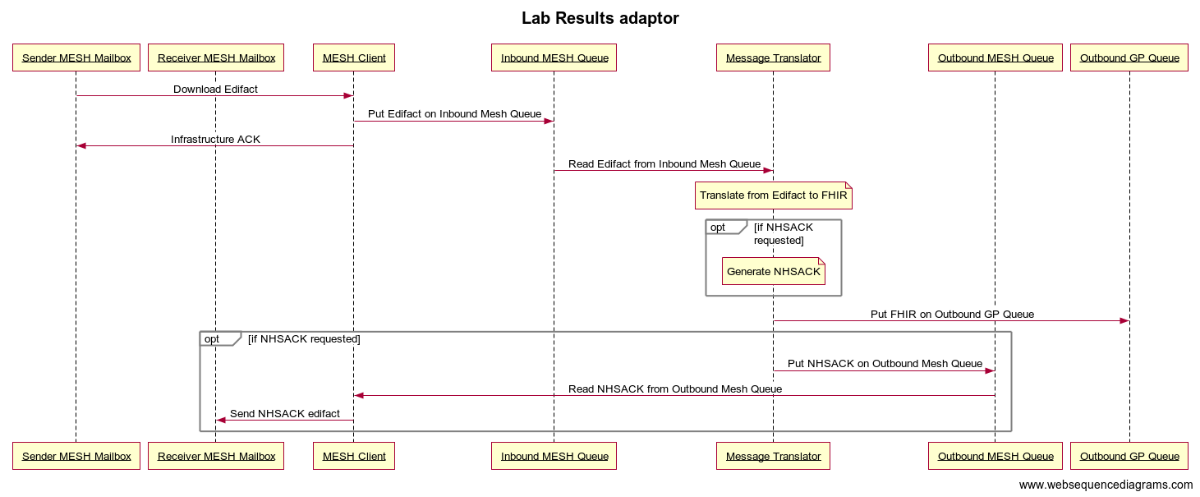 Lab Results adaptor
Sender MESH Mailbox
Receiver MESH Mailbox
MESH Client
Inbound MESH Queue
Message Translator
Outbound MESH Queue
Outbound GP Queue
Download Edifact
Put Edifact on Inbound Mesh Queue
Infrastructure ACK
Read Edifact from Inbound Mesh Queue
Translate from Edifact to FHIR
opt
[if NHSACK
requested]
Generate NHSACK
Put FHIR on Outbound GP Queue
opt
[if NHSACK requested]
Put NHSACK on Outbound Mesh Queue
Read NHSACK from Outbound Mesh Queue
Send NHSACK edifact
Sender MESH Mailbox
Receiver MESH Mailbox
MESH Client
Inbound MESH Queue
Message Translator
Outbound MESH Queue
Outbound GP Queue
www.websequencediagrams.com